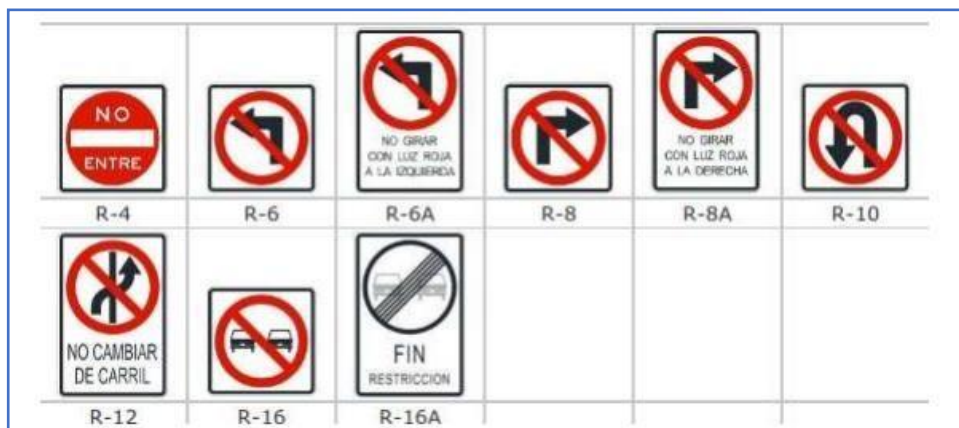 NO
ENTRE
NO GIRAR
CON LUZ ROJA
A LA IZQUIERDA
NO GIRAR
CON LUZ ROJA
A LA DERECHA
R-4
R-6
R-6A
R-8
R-8A
R-10
NO CAMBIAR
DE CARRIL
FIN
RESTRICCION
R-12
R-16
R-16A